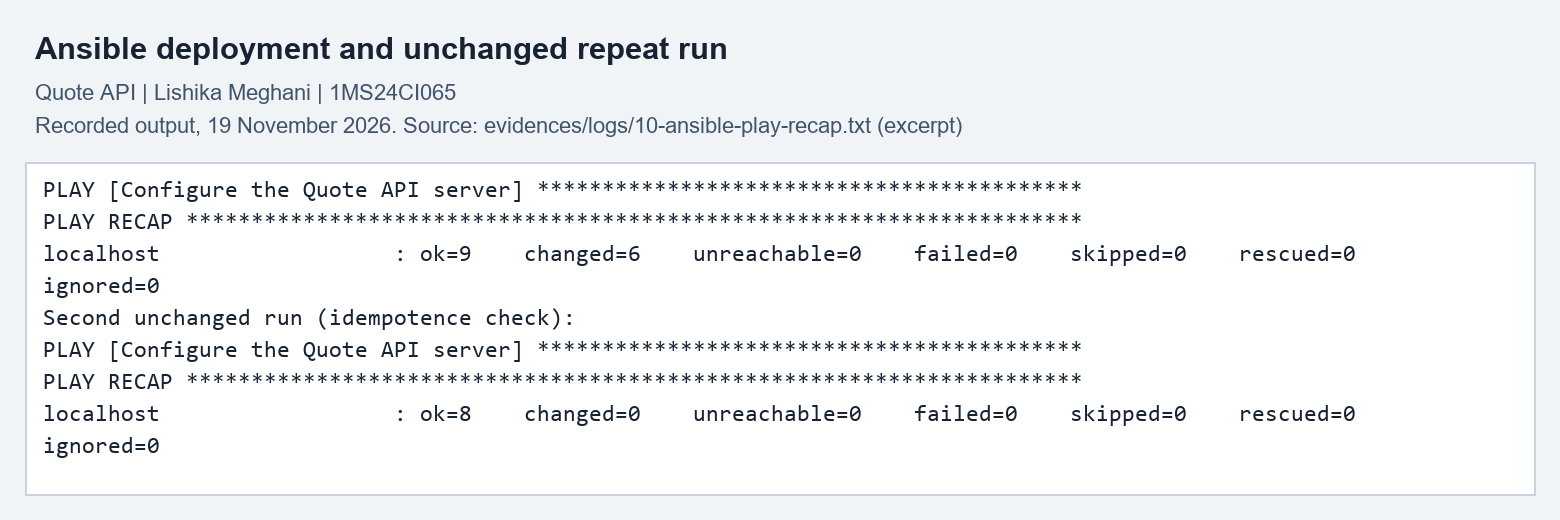 Ansible deployment and unchanged repeat run
Quote API | Lishika Meghani | 1MS24CI065
Recorded output, 19 November 2026. Source: evidences/logs/10-ansible-play-recap.txt (excerpt)
PLAY [Configure the Quote API server] ******************************************
PLAY RECAP *********************************************************************
localhost                  : ok=9    changed=6    unreachable=0    failed=0    skipped=0    rescued=0
ignored=0
Second unchanged run (idempotence check):
PLAY [Configure the Quote API server] ******************************************
PLAY RECAP *********************************************************************
localhost                  : ok=8    changed=0    unreachable=0    failed=0    skipped=0    rescued=0
ignored=0